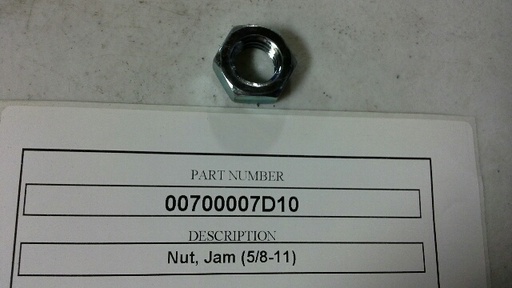 PART NUMBER
00700007D10
DESCRIPTION
Nut, Jam (5/8-11)